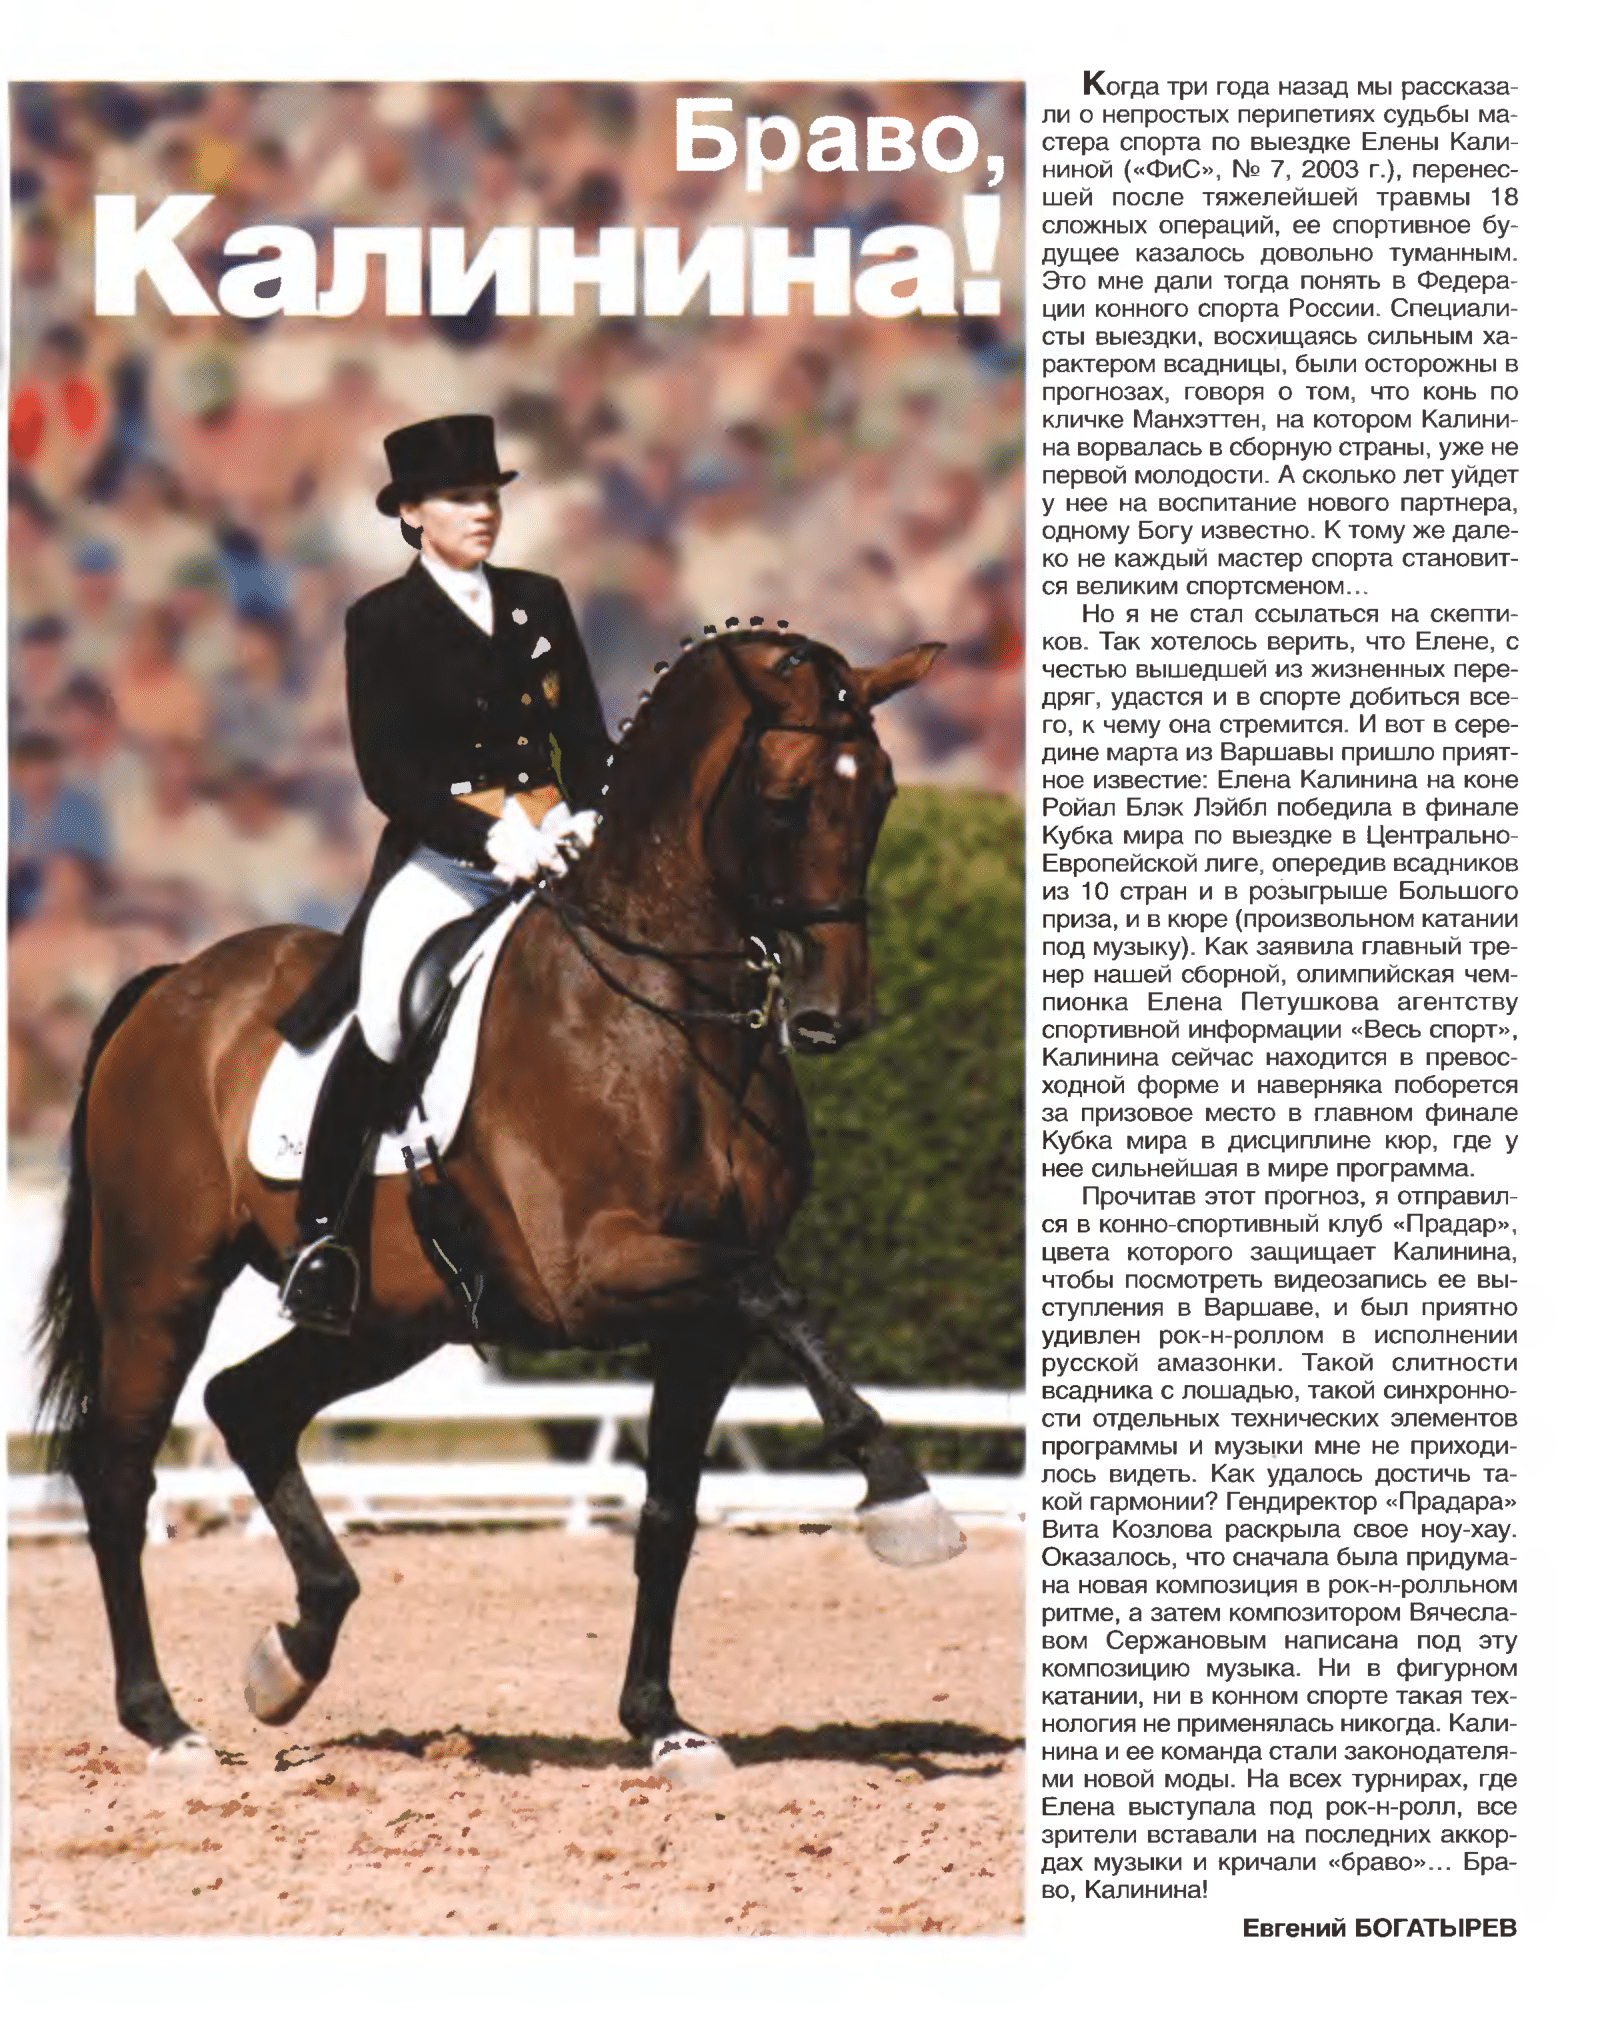 Браво,
Калинина!
Когда три года назад мы рассказа-
ли о непростых перипетиях судьбы ма-
стера спорта по выездке Елены Кали-
ниной («ФиС», № 7, 2003 г.), перенес-
шей после тяжелейшей травмы 18
сложных операций, ее спортивное бу-
дущее казалось довольно туманным.
Это мне дали тогда понять в Федера-
ции конного спорта России. Специали-
сты выездки, восхищаясь сильным ха-
рактером всадницы, были осторожны в
прогнозах, говоря о том, что конь по
кличке Манхэттен, на котором Калини-
на ворвалась в сборную страны, уже не
первой молодости. А сколько лет уйдет
у нее на воспитание нового партнера,
одному Богу известно. К тому же дале-
ко не каждый мастер спорта становит-
ся великим спортсменом...
Но я не стал ссылаться на скепти-
ков. Так хотелось верить, что Елене, с
честью вышедшей из жизненных пере-
дряг, удастся и в спорте добиться все-
го, к чему она стремится. И вот в сере-
дине марта из Варшавы пришло прият-
ное известие: Елена Калинина на коне
Ройал Блэк Лэйбл победила в финале
Кубка мира по выездке в Центрально-
Европейской лиге, опередив всадников
из 10 стран и в розыгрыше Большого
приза, и в кюре (произвольном катании
под музыку). Как заявила главный тре-
нер нашей сборной, олимпийская чем-
пионка Елена Петушкова агентству
спортивной информации «Весь спорт»,
Калинина сейчас находится в превос-
ходной форме и наверняка поборется
за призовое место в главном финале
Кубка мира в дисциплине кюр, где у
нее сильнейшая в мире программа.
Прочитав этот прогноз, я отправил-
ся в конно-спортивный клуб «Прадар»,
цвета которого защищает Калинина,
чтобы посмотреть видеозапись ее вы-
ступления в Варшаве, и был приятно
удивлен рок-н-роллом в исполнении
русской амазонки. Такой слитности
всадника с лошадью, такой синхронно-
сти отдельных технических элементов
программы и музыки мне не приходи-
лось видеть. Как удалось достичь та-
кой гармонии? Гендиректор «Прадара»
Вита Козлова раскрыла свое ноу-хау.
Оказалось, что сначала была придума-
на новая композиция в рок-н-ролльном
ритме, а затем композитором Вячесла-
вом Сержановым написана под эту
композицию музыка. Ни в фигурном
катании, ни в конном спорте такая тех-
нология не применялась никогда. Кали-
нина и ее команда стали законодателя-
ми новой моды. На всех турнирах, где
Елена выступала под рок-н-ролл, все
зрители вставали на последних аккор-
дах музыки и кричали «браво»... Бра-
во, Калинина!
Евгений БОГАТЫРЕВ